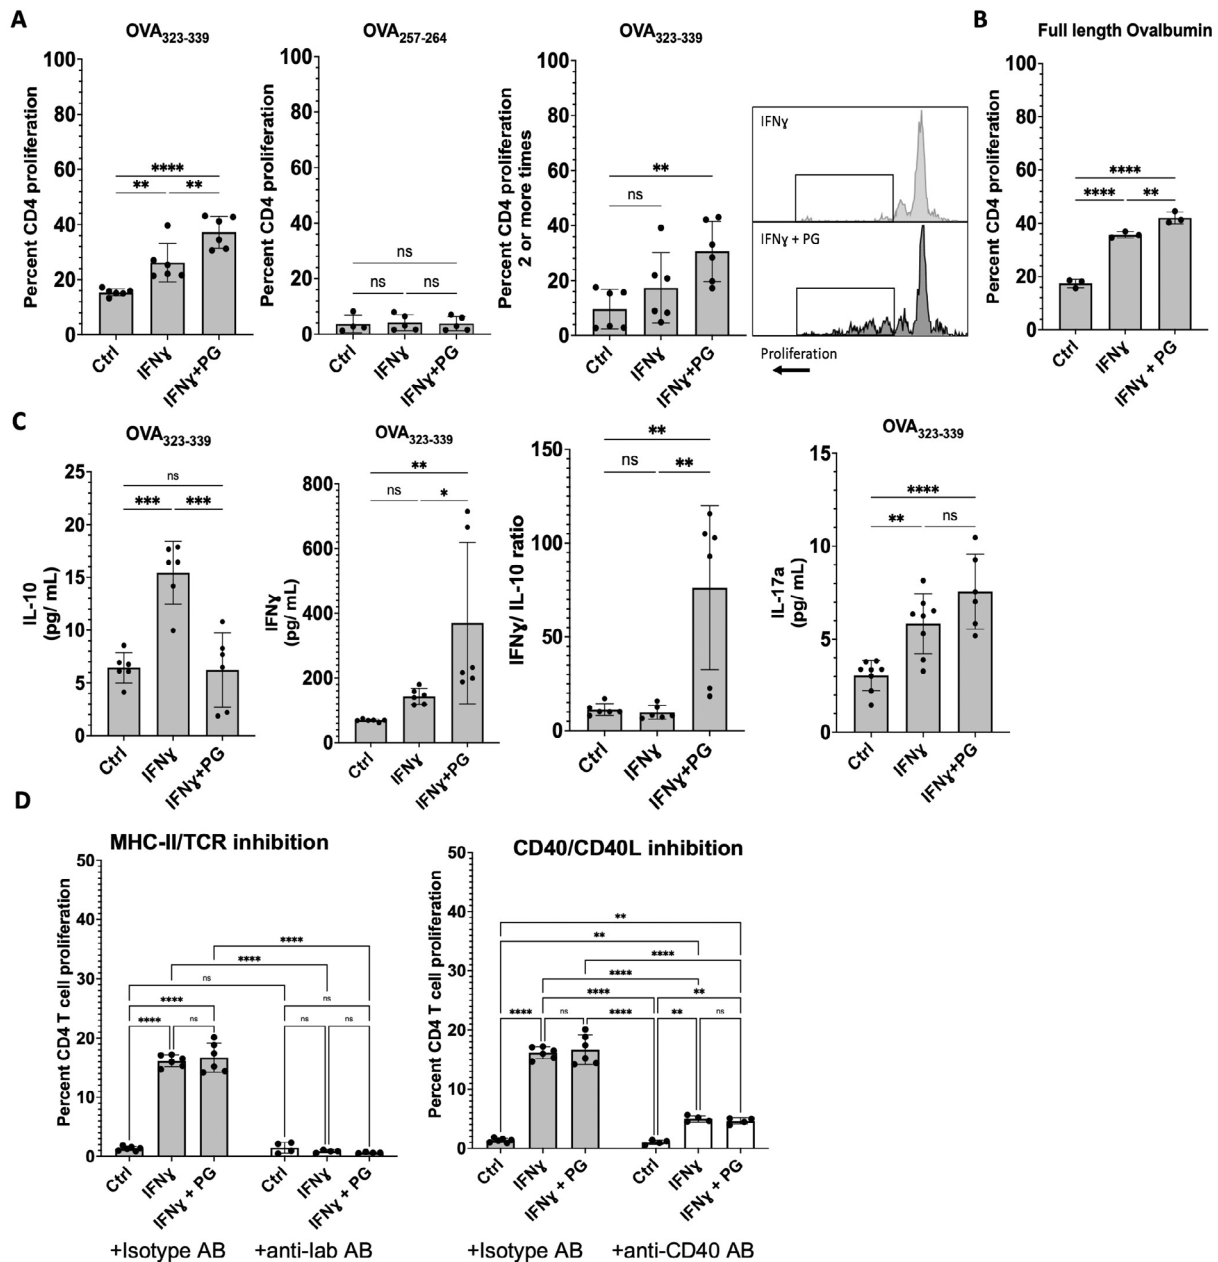 A
OVA323-339
Percent CD4 proliferation
100
80
60
40
20
0
****
**
**
Ctrl
IFNɣ
IFNɣ+PG
OVA257-264
Percent CD4 proliferation
100
80
60
40
20
0
ns
ns
ns
Ctrl
IFNɣ
IFNɣ+PG
OVA323-339
Percent CD4 proliferation
2 or more times
100
80
60
40
20
0
**
ns
Ctrl
IFNɣ
IFNɣ+PG
IFNɣ
IFNɣ + PG
Proliferation
B
Full length Ovalbumin
Percent CD4 proliferation
100
80
60
40
20
0
****
****
**
Ctrl
IFNɣ
IFNɣ + PG
C
OVA323-339
IL-10
(pg/ mL)
25
20
15
10
5
0
ns
***
***
Ctrl
IFNɣ
IFNɣ+PG
OVA323-339
IFNɣ
(pg/ mL)
800
600
400
200
0
**
ns
*
Ctrl
IFNɣ
IFNɣ+PG
IFNɣ/ IL-10 ratio
150
100
50
0
**
ns
**
Ctrl
IFNɣ
IFNɣ+PG
OVA323-339
IL-17a
(pg/ mL)
15
10
5
0
****
**
ns
Ctrl
IFNɣ
IFNɣ+PG
D
MHC-II/TCR inhibition
Percent CD4 T cell proliferation
50
40
30
20
10
0
****
****
ns
****
ns
****
ns
ns
ns
Ctrl
IFNɣ
IFNɣ + PG
Ctrl
IFNɣ
IFNɣ + PG
+Isotype AB
+anti-Iab AB
CD40/CD40L inhibition
Percent CD4 T cell proliferation
50
40
30
20
10
0
**
**
****
****
****
**
****
ns
****
**
ns
Ctrl
IFNɣ
IFNɣ + PG
Ctrl
IFNɣ
IFNɣ + PG
+Isotype AB
+anti-CD40 AB